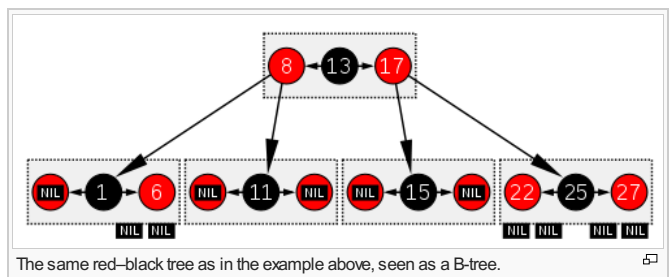 8 13 17
NIL 1 6 NIL 11 NIL NIL 15 NIL 22 25 27
NIL NIL NIL NIL NIL NIL
The same red–black tree as in the example above, seen as a B-tree.